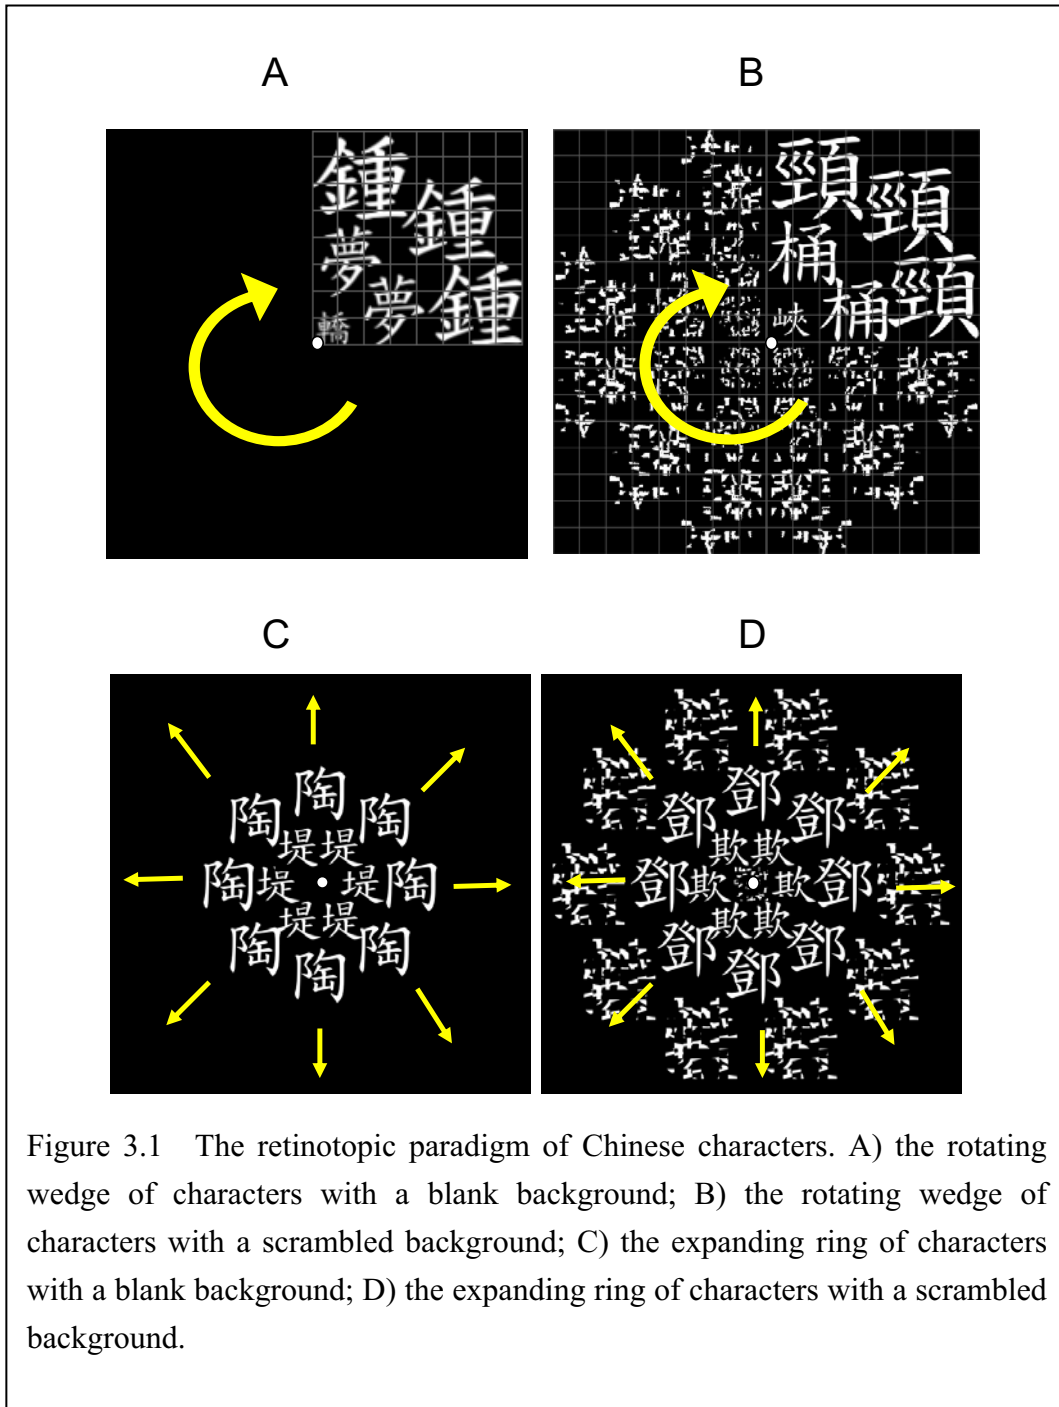 A
B
鍾
鍾
夢
夢
鍾
轎
頸
頸
桶
桶
頸
峽
C
D
陶
陶 陶
堤堤
陶堤 堤陶
堤堤
陶 陶
陶
鄧
鄧 鄧
欺欺
鄧欺 欺鄧
欺欺
鄧 鄧
鄧
Figure 3.1 The retinotopic paradigm of Chinese characters. A) the rotating
wedge of characters with a blank background; B) the rotating wedge of
characters with a scrambled background; C) the expanding ring of characters
with a blank background; D) the expanding ring of characters with a scrambled
background.